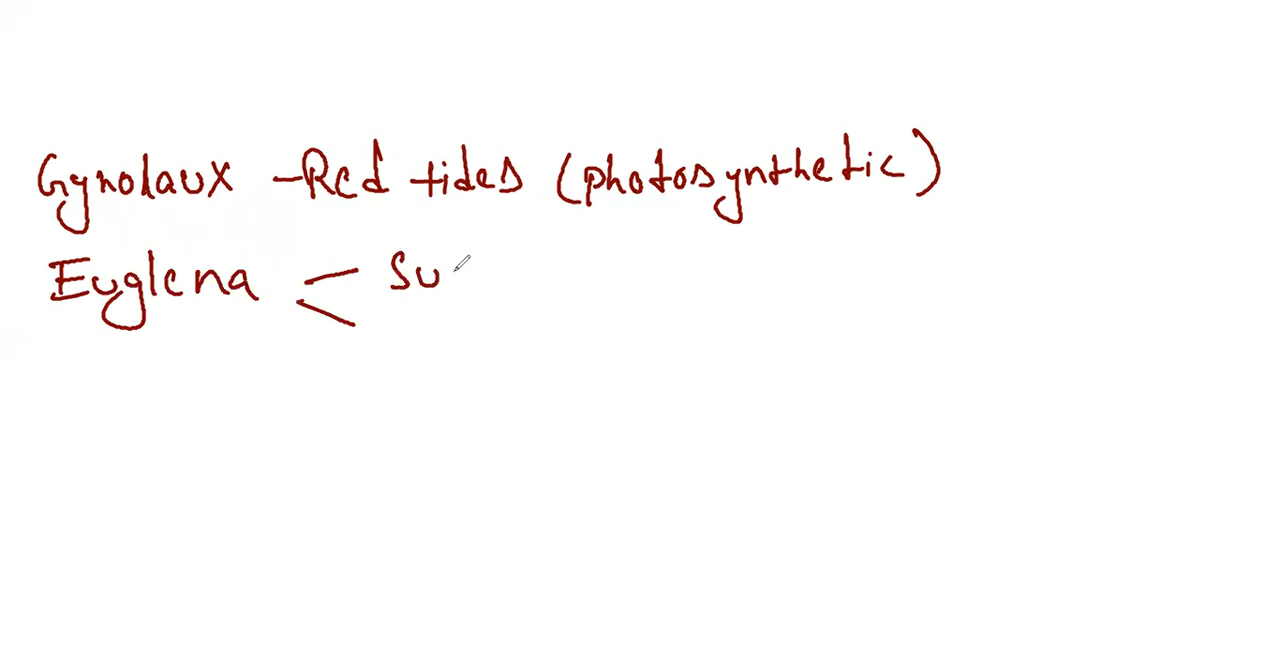 Gynolaux - Red tides (photosynthetic)
Euglena < Su